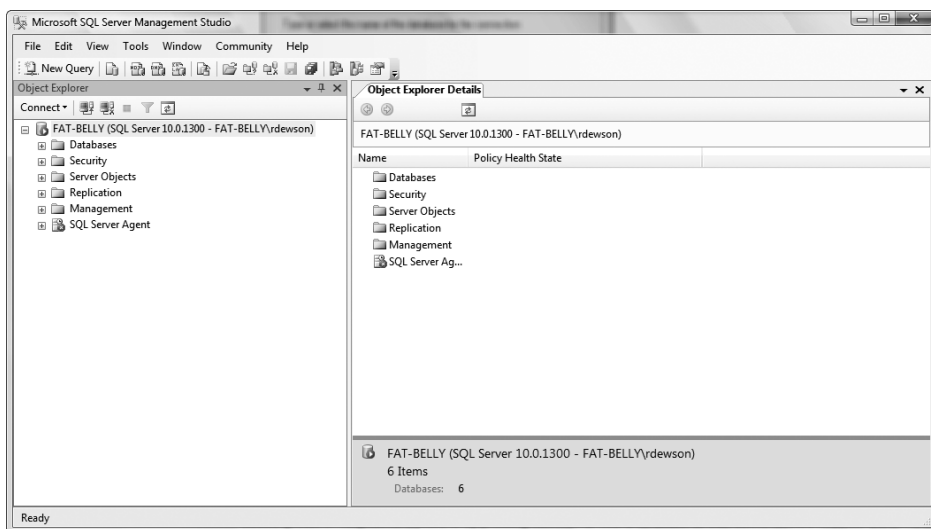 Microsoft SQL Server Management Studio
File Edit View Tools Window Community Help
New Query
Object Explorer
Connect
FAT-BELLY (SQL Server 10.0.1300 - FAT-BELLY\rdewson)
Databases
Security
Server Objects
Replication
Management
SQL Server Agent
Object Explorer Details
FAT-BELLY (SQL Server 10.0.1300 - FAT-BELLY\rdewson)
Name Policy Health State
Databases
Security
Server Objects
Replication
Management
SQL Server Ag...
FAT-BELLY (SQL Server 10.0.1300 - FAT-BELLY\rdewson)
6 Items
Databases: 6
Ready